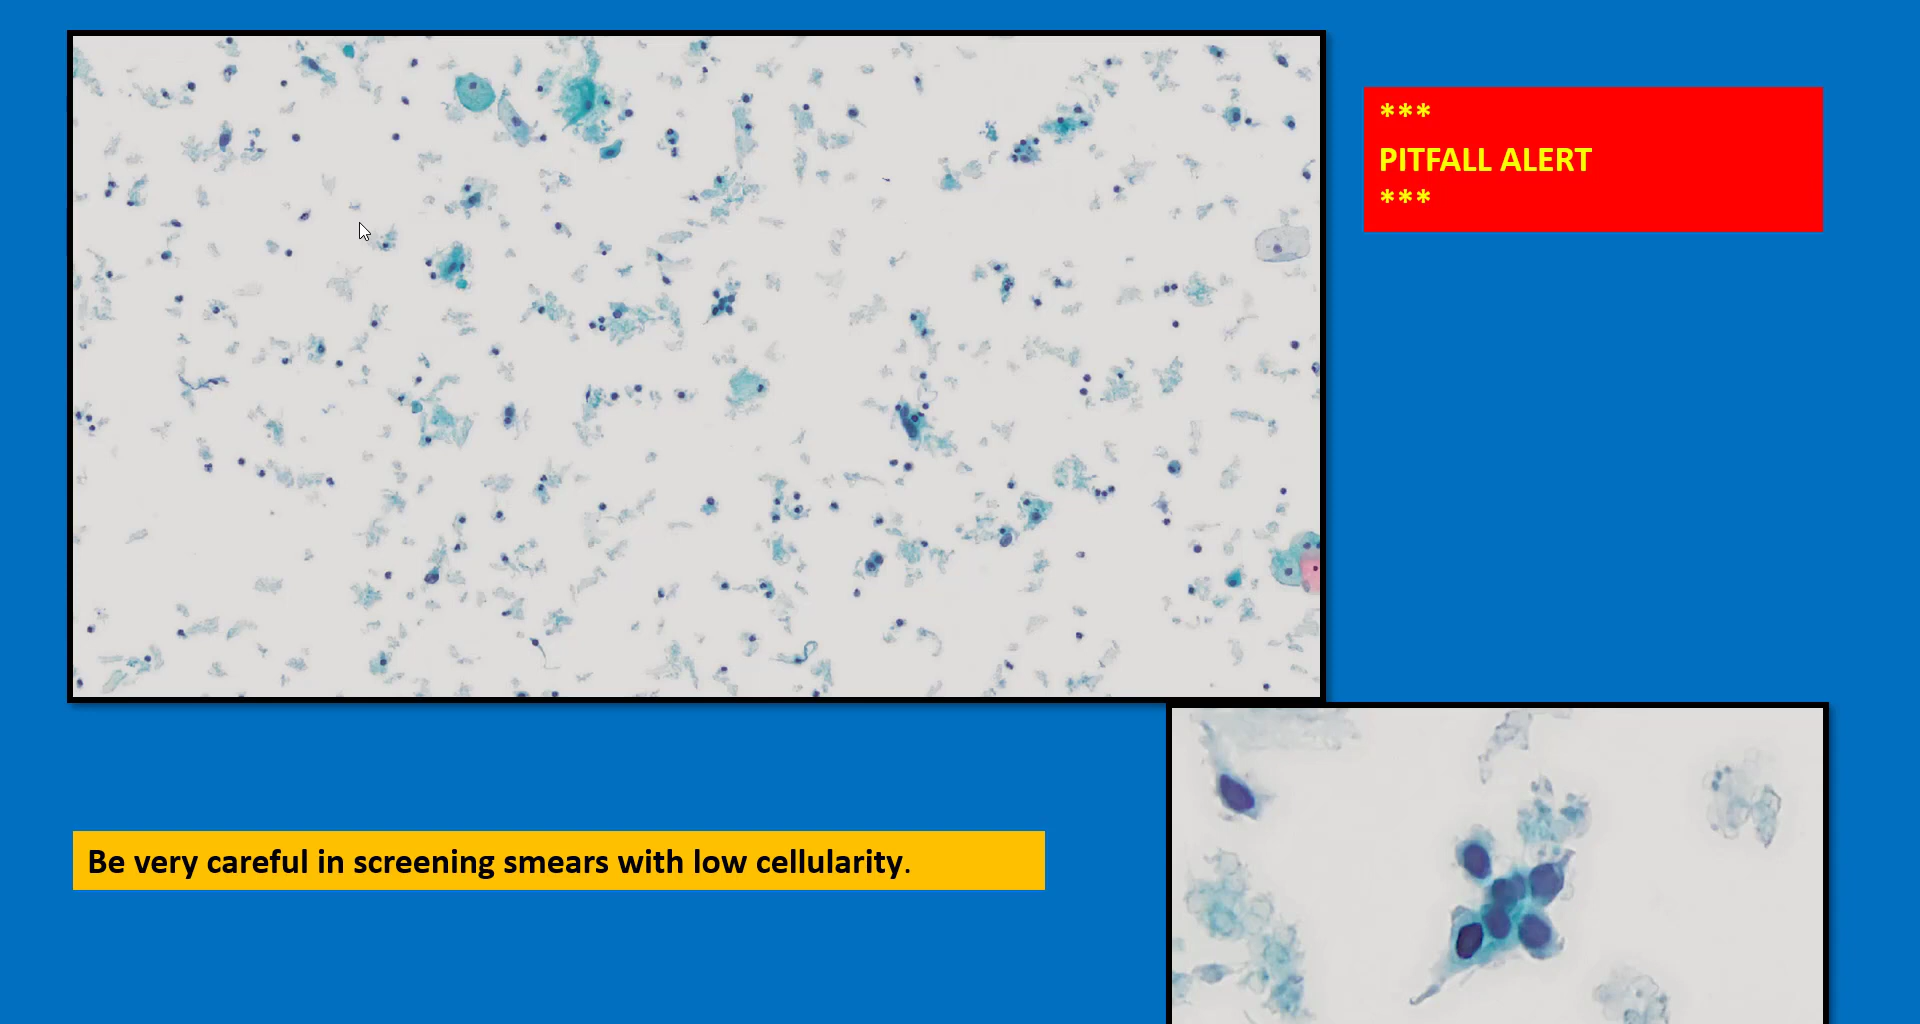 ***
PITFALL ALERT
***
Be very careful in screening smears with low cellularity.